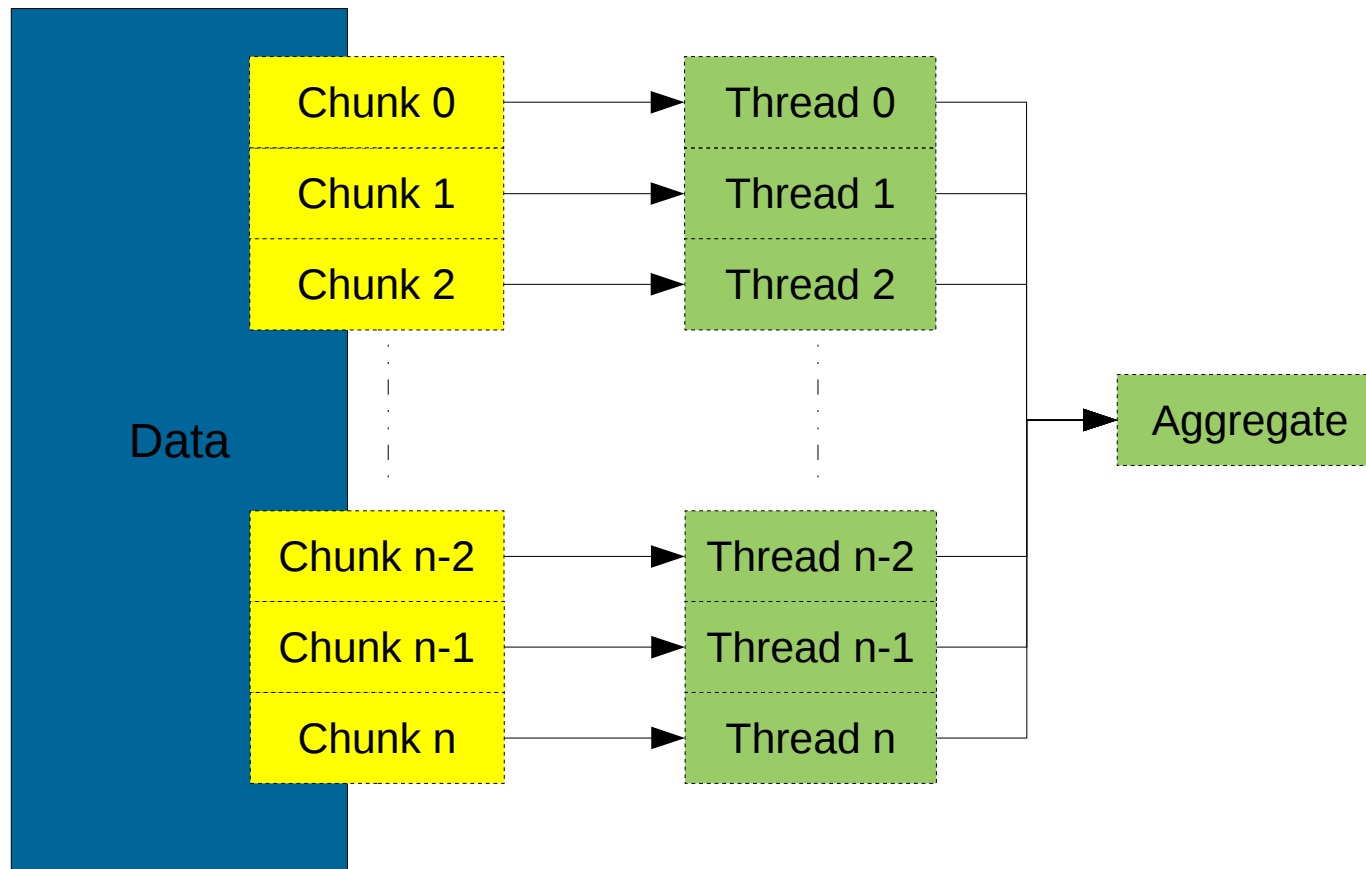 Chunk 0
Thread 0
Chunk 1
Thread 1
Chunk 2
Thread 2
Data
Aggregate
Chunk n-2
Thread n-2
Chunk n-1
Thread n-1
Chunk n
Thread n